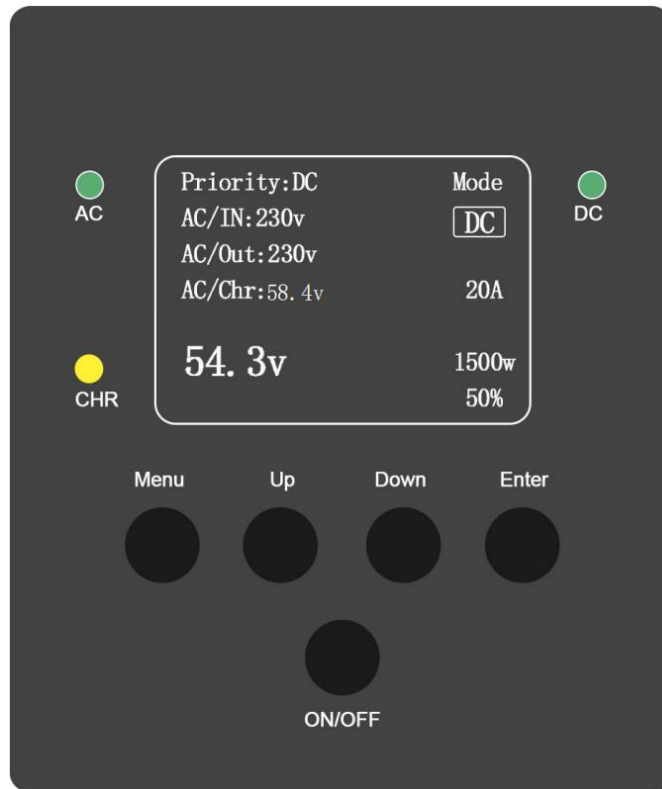 Priority:DC Mode
AC/IN:230v DC
AC/Out:230v
AC/Chr:58.4v 20A
54.3v 1500w
50%
AC
DC
CHR
Menu Up Down Enter
ON/OFF